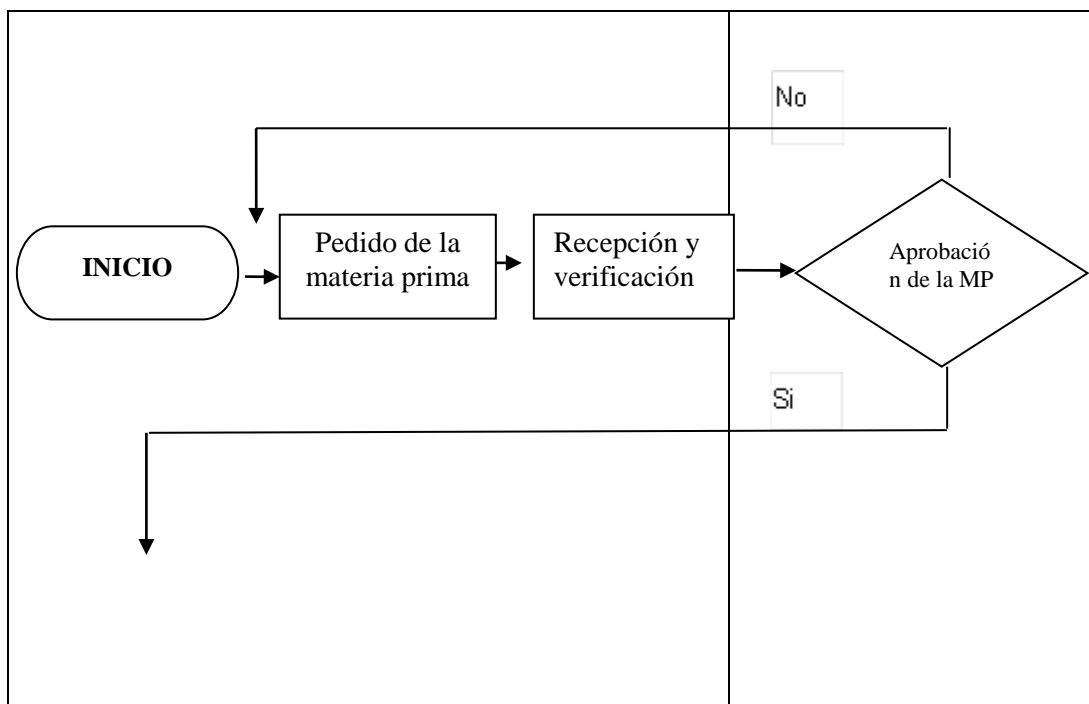 No
INICIO
Pedido de la
materia prima
Recepción y
verificación
Aprobació
n de la MP
Si